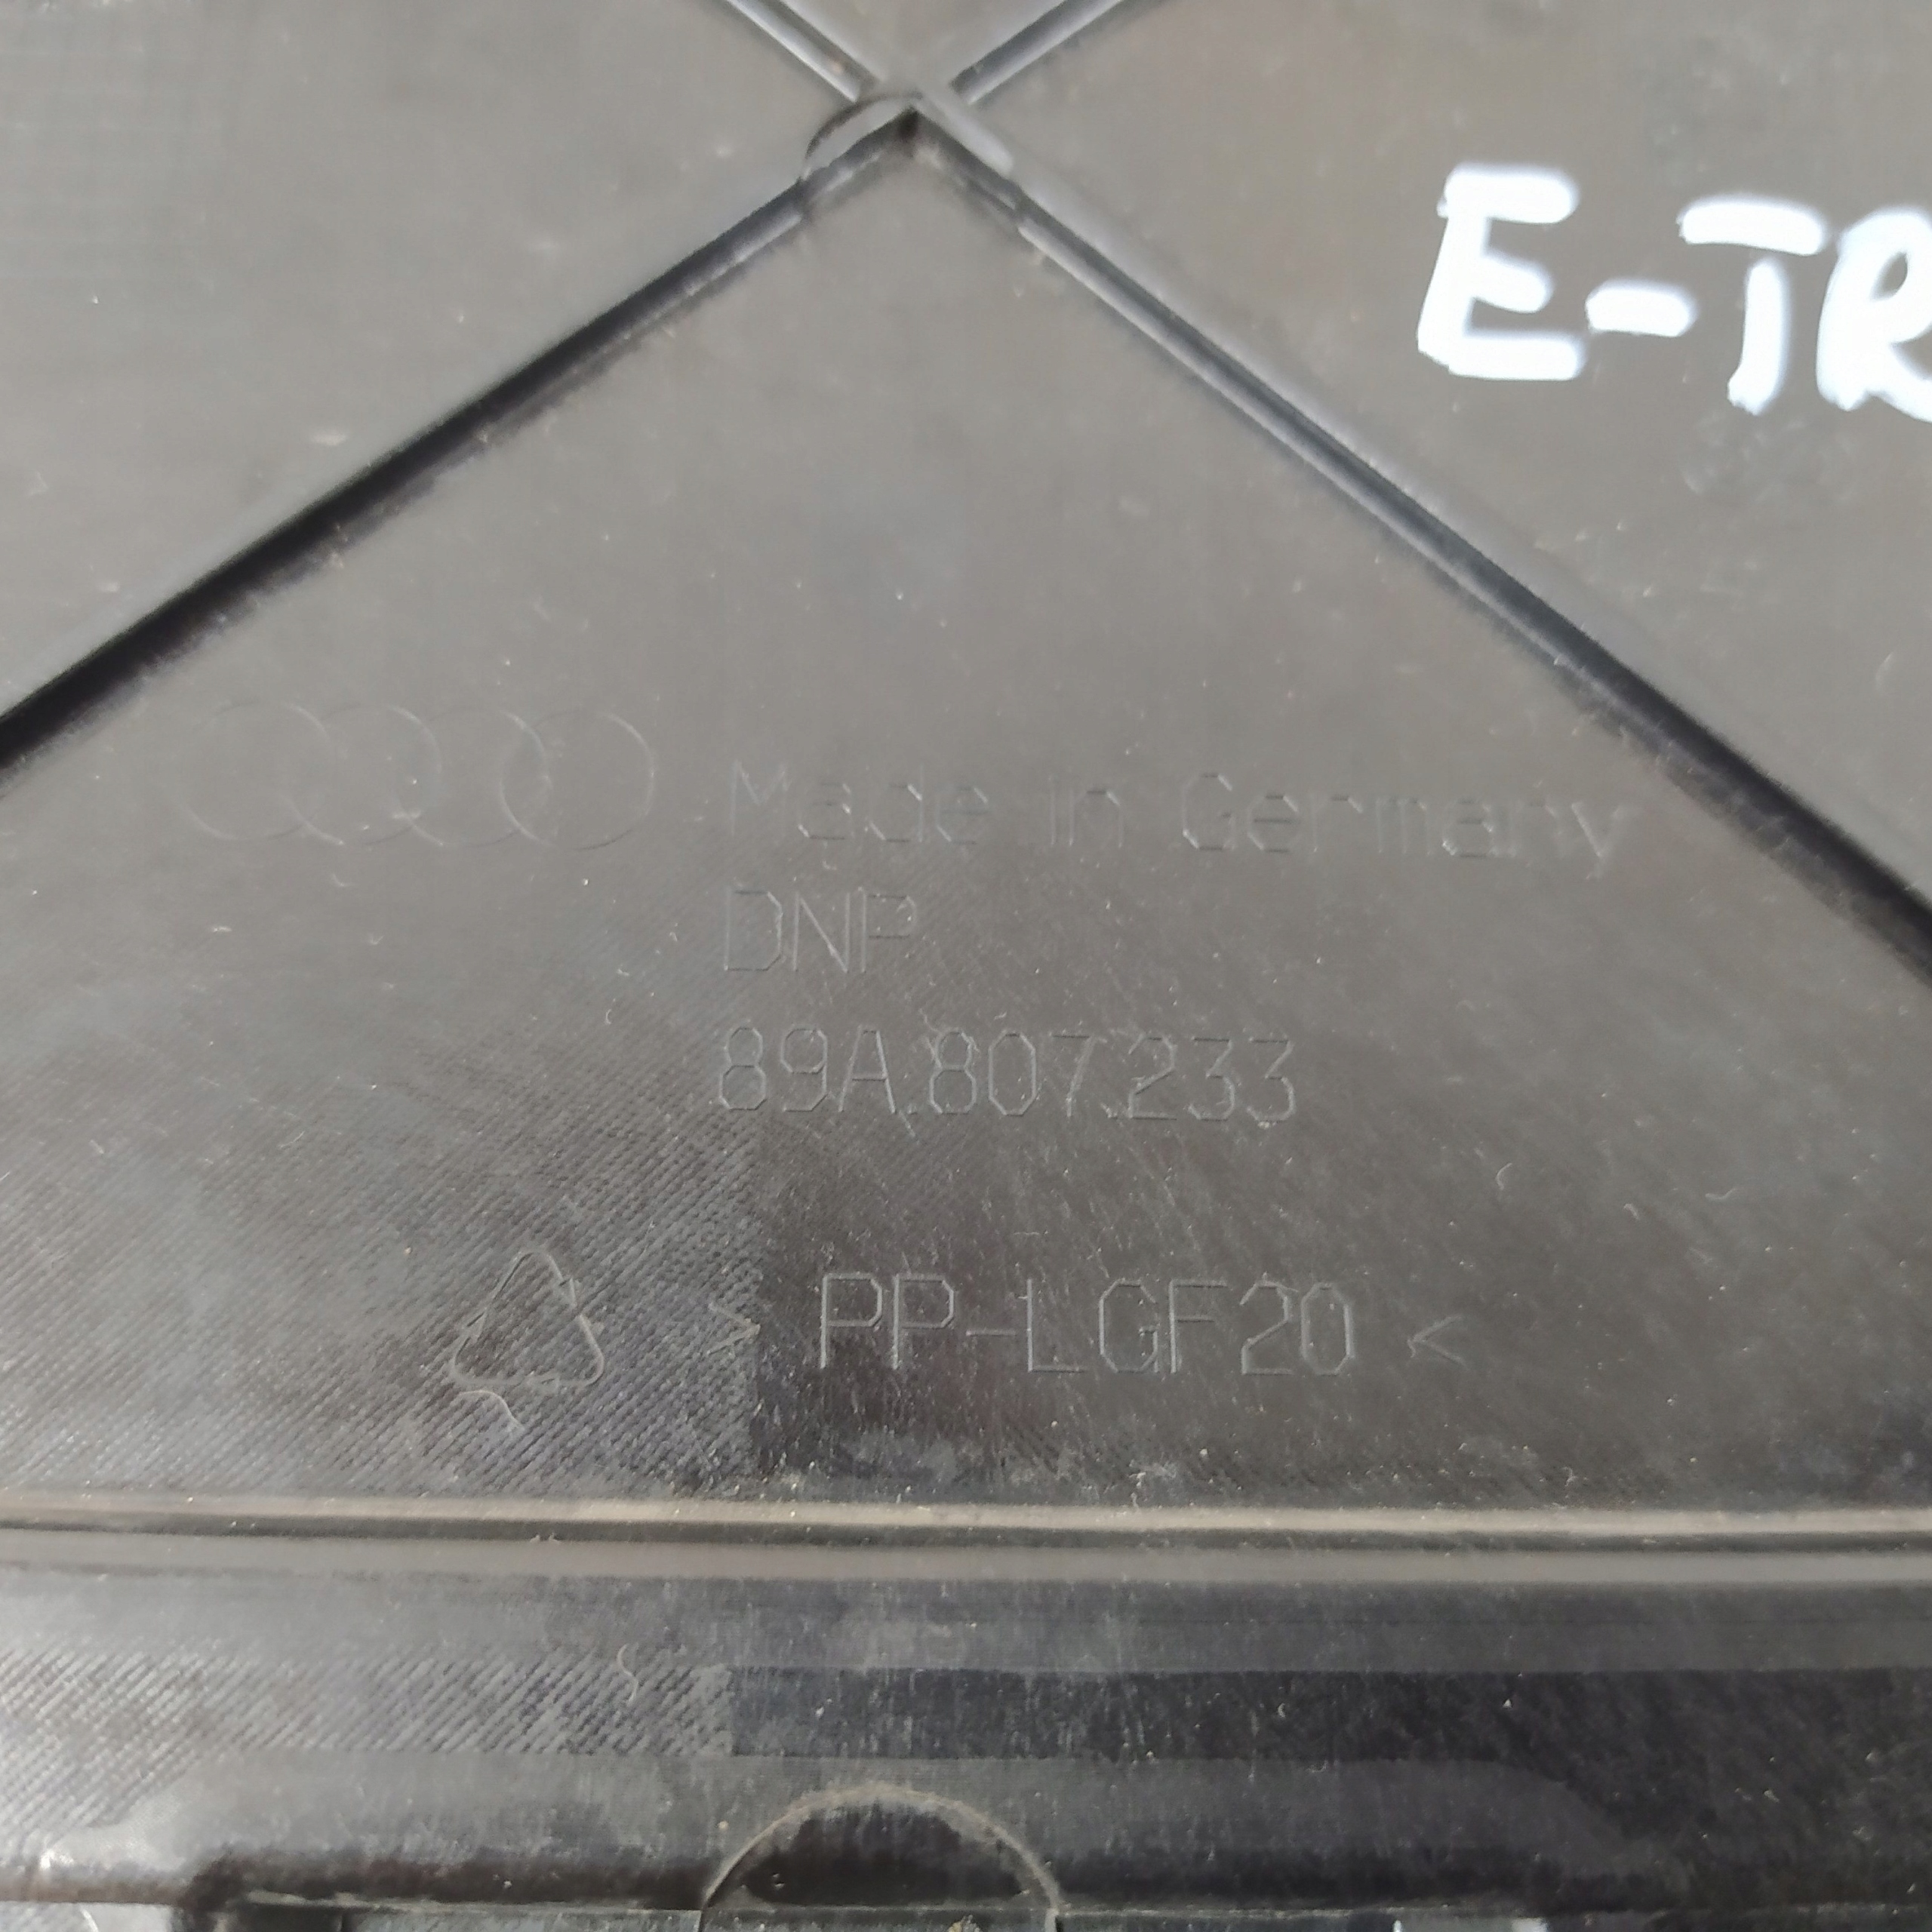 E-TR
Made in Germany
DNP
89A.807.233
> PP-LGF20 <